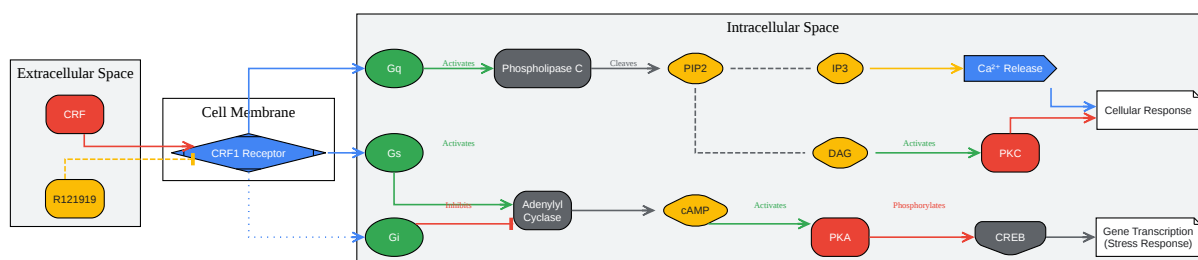 Intracellular Space
Extracellular Space
Cell Membrane
CRF
R121919
CRF1 Receptor
Gq
Activates
Phospholipase C
Cleaves
PIP2
IP3
Ca²⁺ Release
Cellular Response
Gs
Activates
DAG
Activates
PKC
Gi
Inhibits
Adenylyl
Cyclase
cAMP
Activates
PKA
Phosphorylates
CREB
Gene Transcription
(Stress Response)